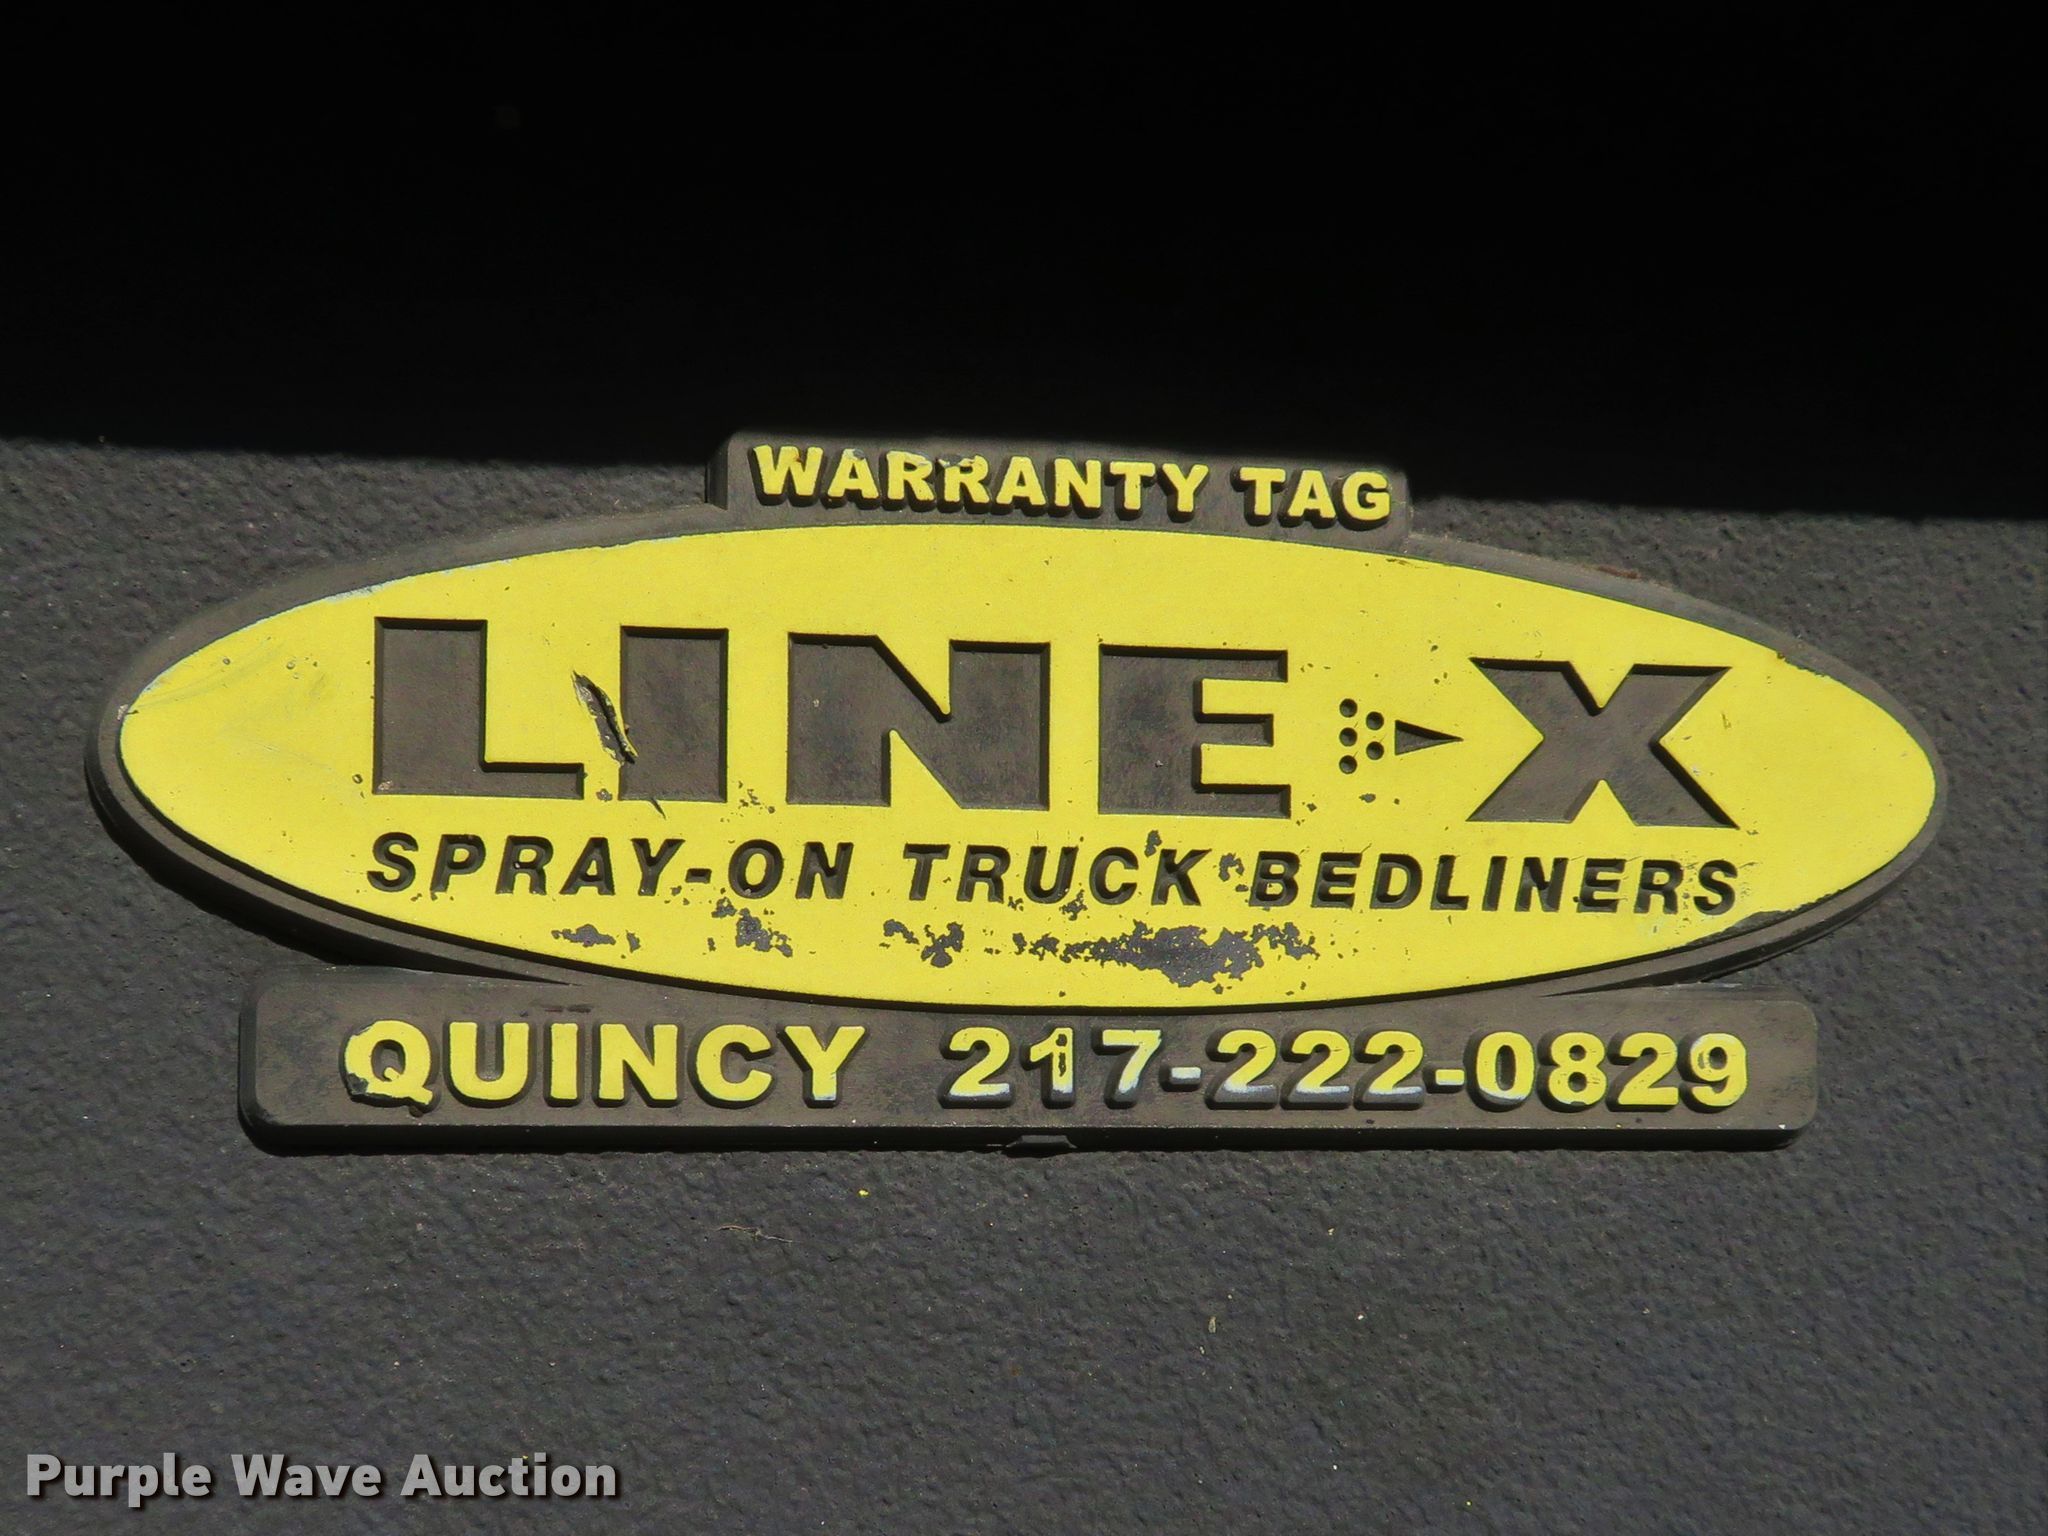 WARRANTY TAG
LINE-X
SPRAY-ON TRUCK BEDLINERS
QUINCY 217-222-0829
Purple Wave Auction